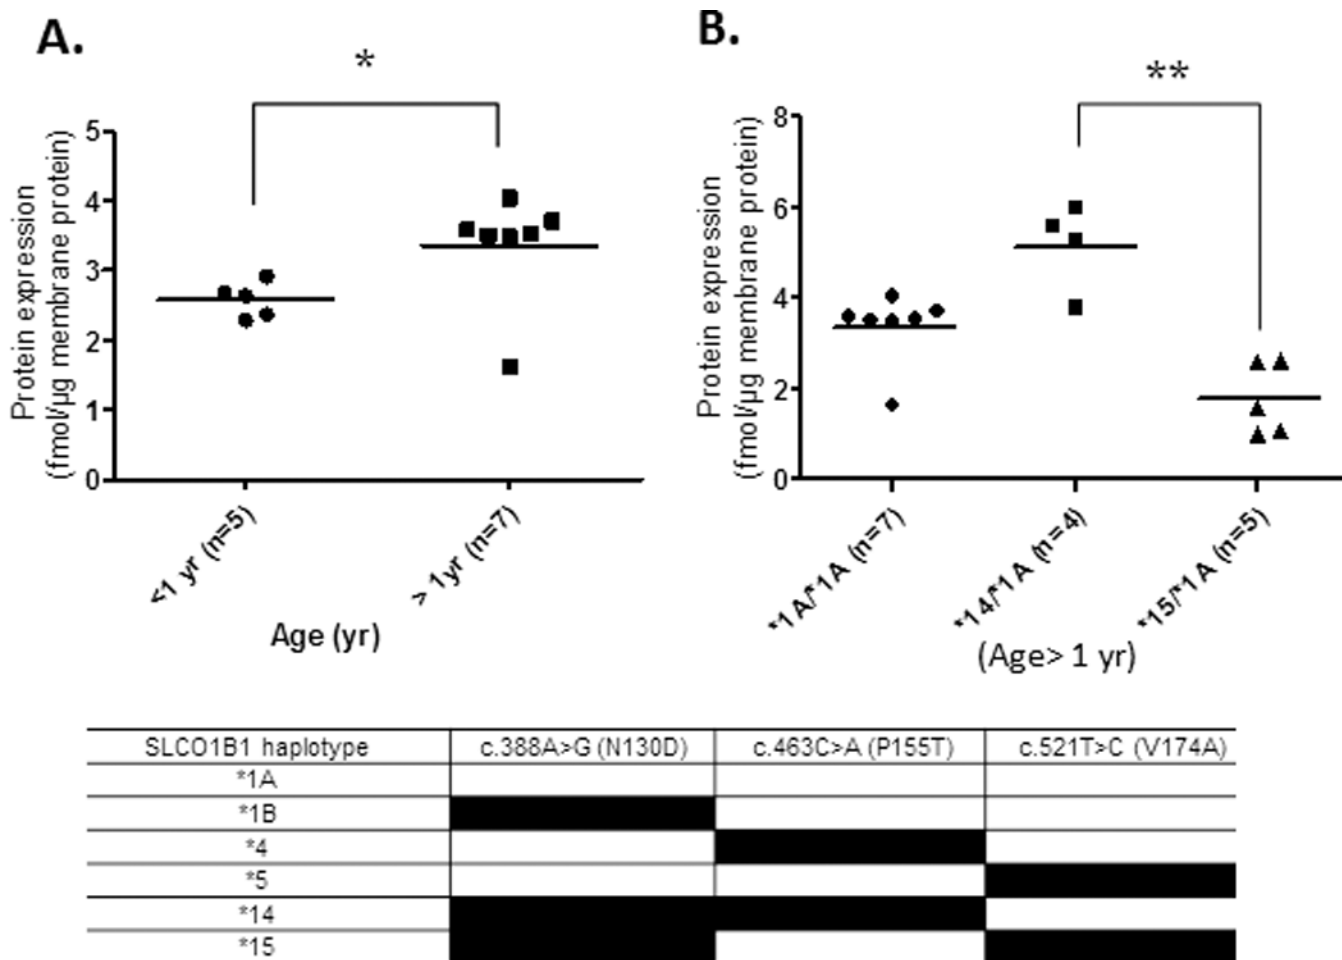 A.
*
Protein expression
(fmol/µg membrane protein)
5
4
3
2
1
0
<1 yr (n=5)
> 1yr (n=7)
Age (yr)
B.
**
Protein expression
(fmol/µg membrane protein)
8
6
4
2
0
*1A/*1A (n=7)
*14/*1A (n=4)
*15/*1A (n=5)
(Age> 1 yr)
SLCO1B1 haplotype c.388A>G (N130D) c.463C>A (P155T) c.521T>C (V174A)
*1A
*1B
*4
*5
*14
*15